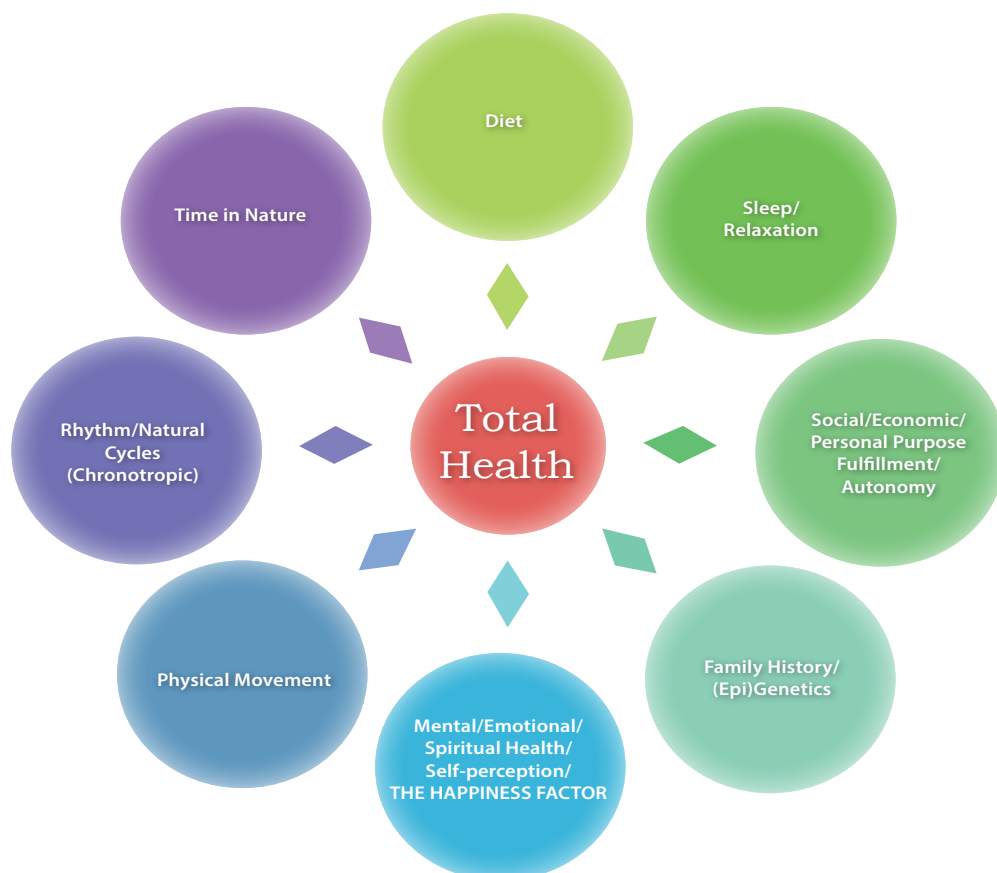 Diet
Sleep/
Relaxation
Time in Nature
Total
Health
Social/Economic/
Personal Purpose
Fulfillment/
Autonomy
Rhythm/Natural
Cycles
(Chronotropic)
Family History/
(Epi)Genetics
Physical Movement
Mental/Emotional/
Spiritual Health/
Self-perception/
THE HAPPINESS FACTOR